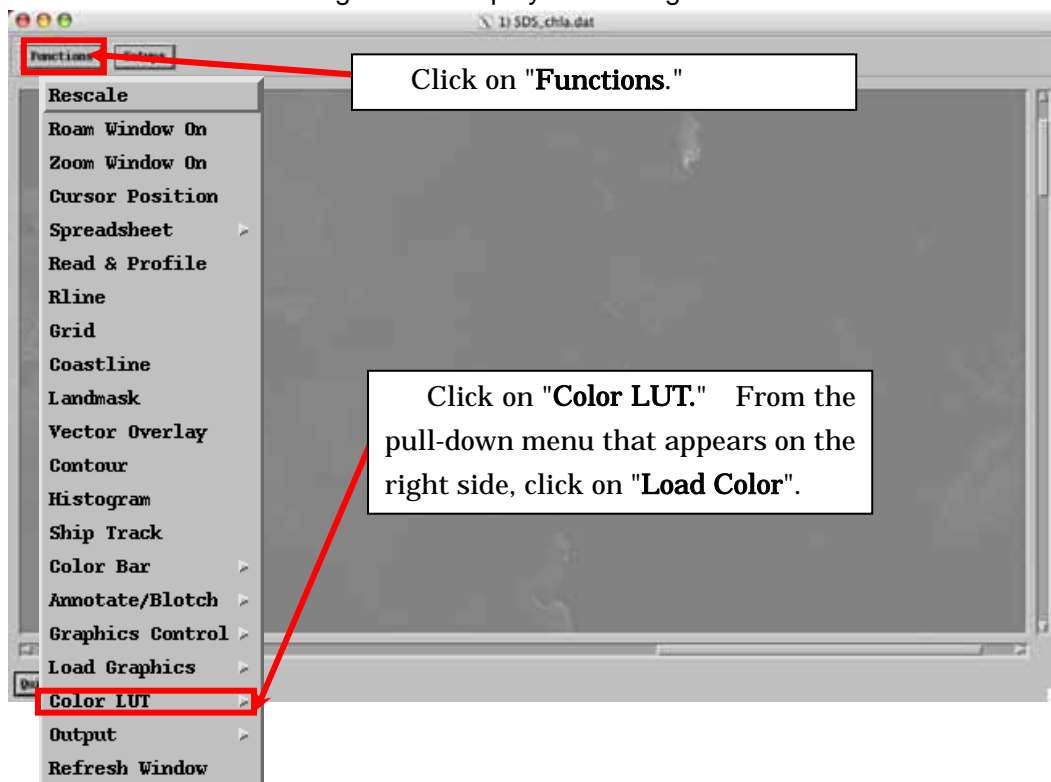 1) SDS_chla.dat
Functions Setups
Click on "Functions."
Rescale
Roam Window On
Zoom Window On
Cursor Position
Spreadsheet
Read & Profile
Rline
Grid
Coastline
Landmask
Vector Overlay
Contour
Histogram
Ship Track
Color Bar
Annotate/Blotch
Graphics Control
Load Graphics
Color LUT
Output
Refresh Window
Click on "Color LUT." From the
pull-down menu that appears on the
right side, click on "Load Color".